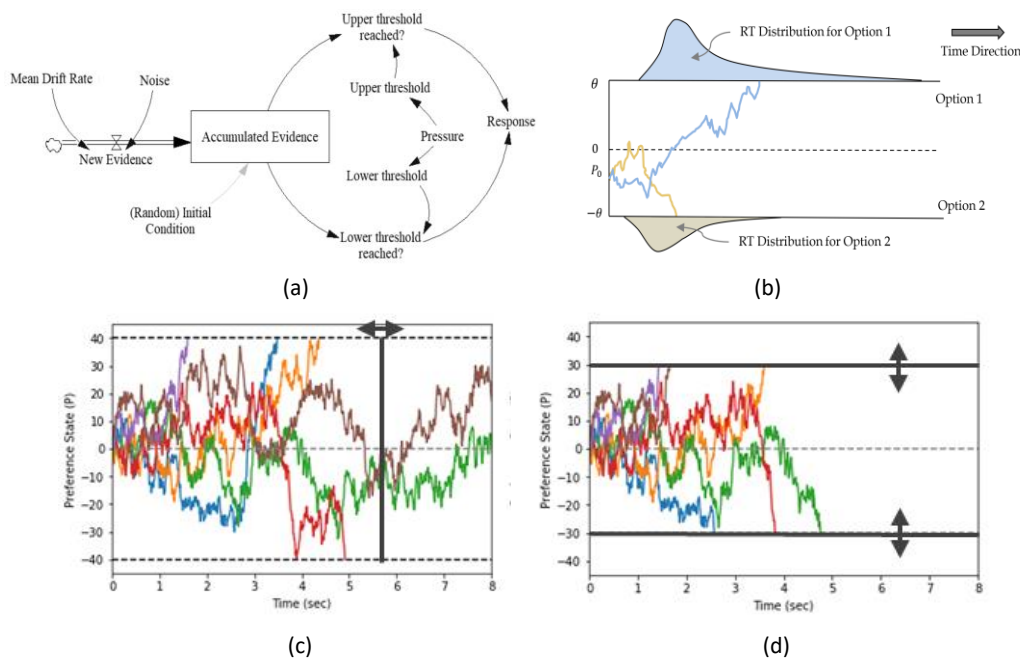 Upper threshold
reached?
Mean Drift Rate
Noise
Upper threshold
Accumulated Evidence
Pressure
Response
New Evidence
Lower threshold
(Random) Initial
Condition
Lower threshold
reached?
(a)
RT Distribution for Option 1
Time Direction
θ
Option 1
0
P₀
Option 2
−θ
RT Distribution for Option 2
(b)
Preference State (P)
40
30
20
10
0
−10
−20
−30
−40
0 1 2 3 4 5 6 7 8
Time (sec)
(c)
Preference State (P)
40
30
20
10
0
−10
−20
−30
−40
0 1 2 3 4 5 6 7 8
Time (sec)
(d)